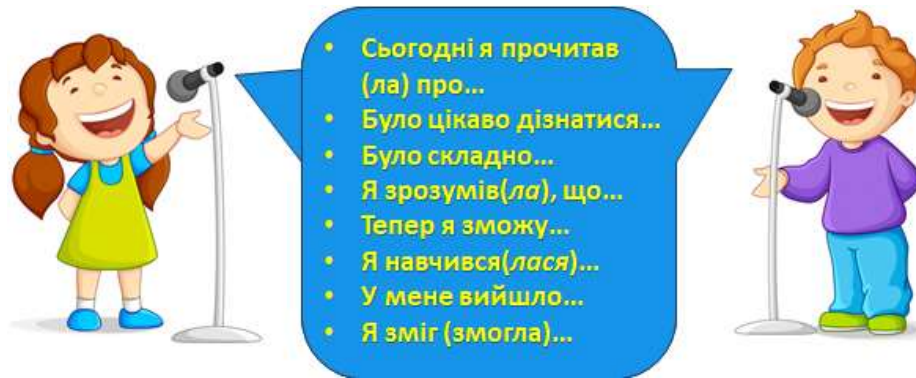 • Сьогодні я прочитав
(ла) про...
• Було цікаво дізнатися...
• Було складно...
• Я зрозумів(ла), що...
• Тепер я зможу...
• Я навчився(лася)...
• У мене вийшло...
• Я зміг (змогла)...